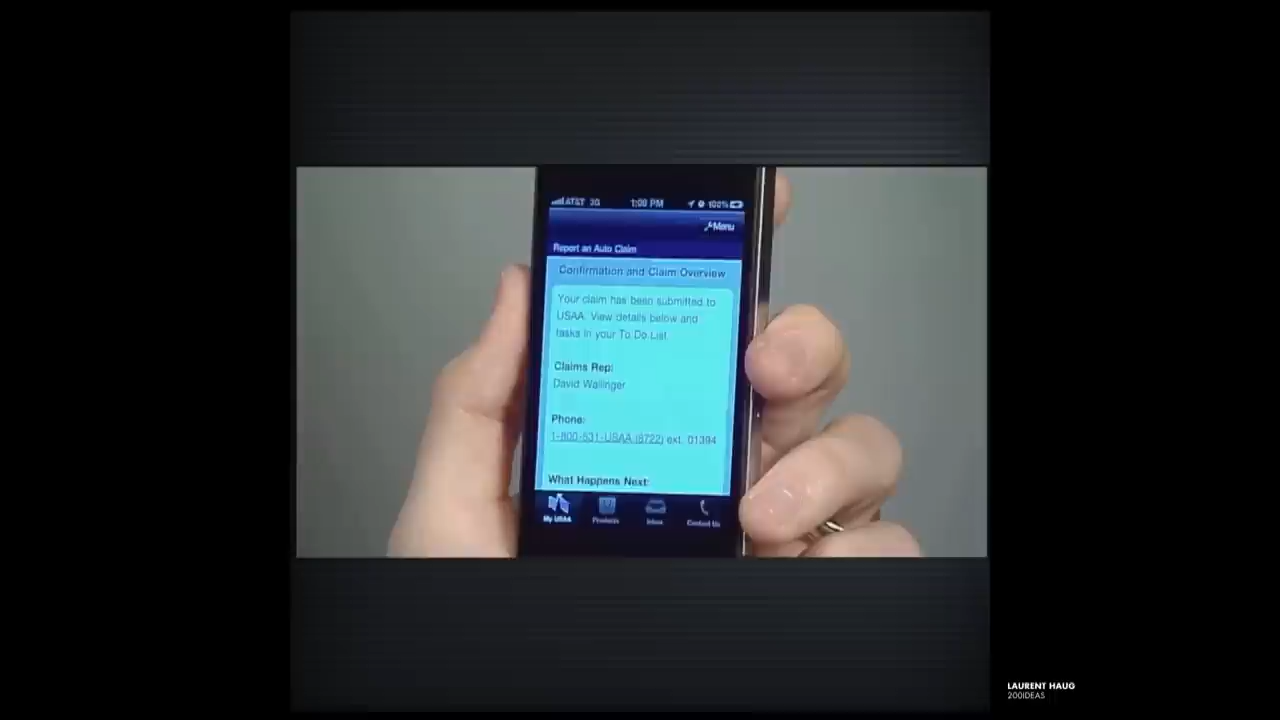 AT&T 3G 1:00 PM 100%
Menu
Report an Auto Claim
Confirmation and Claim Overview
Your claim has been submitted to
USAA. View details below and
tasks in your To Do List.
Claims Rep:
David Wallinger
Phone:
1-800-531-USAA (8722) ext. 01394
What Happens Next:
My USAA Products Inbox Contact Us
LAURENT HAUG
200IDEAS